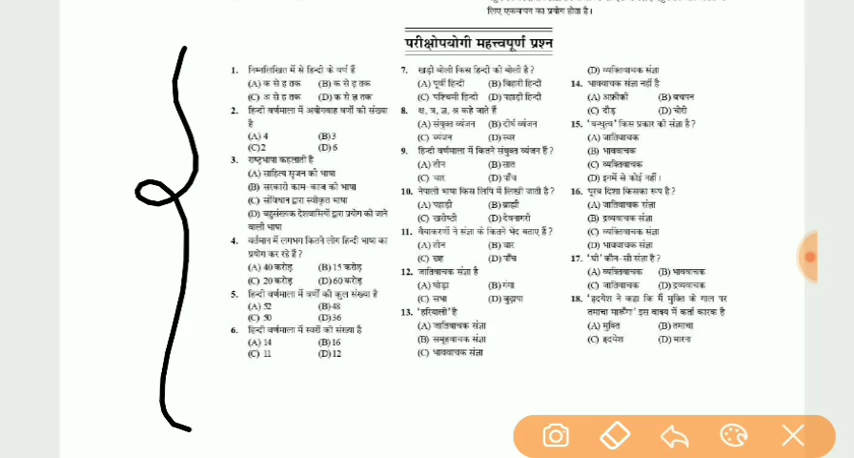 लिए एकवचन का प्रयोग होता है।
परीक्षोपयोगी महत्त्वपूर्ण प्रश्न
1. निम्नलिखित में से हिन्दी के वर्ण हैं
(A) क से ह तक (B) क से ज्ञ तक
(C) अ से ह तक (D) क से ज्ञ तक
2. हिन्दी वर्णमाला में अयोगवाह वर्णों की संख्या
है
(A) 4 (B) 3
(C) 2 (D) 6
3. राष्ट्रभाषा कहलाती है
(A) साहित्य सृजन की भाषा
(B) सरकारी काम-काज की भाषा
(C) संविधान द्वारा स्वीकृत भाषा
(D) बहुसंख्यक देशवासियों द्वारा प्रयोग की जाने
वाली भाषा
4. वर्तमान में लगभग कितने लोग हिन्दी भाषा का
प्रयोग कर रहे हैं?
(A) 40 करोड़ (B) 15 करोड़
(C) 20 करोड़ (D) 60 करोड़
5. हिन्दी वर्णमाला में वर्णों की कुल संख्या है
(A) 52 (B) 48
(C) 50 (D) 36
6. हिन्दी वर्णमाला में स्वरों की संख्या है
(A) 14 (B) 16
(C) 11 (D) 12
7. खड़ी बोली किस हिन्दी की बोली है?
(A) पूर्वी हिन्दी (B) बिहारी हिन्दी
(C) पश्चिमी हिन्दी (D) पहाड़ी हिन्दी
8. क्ष, त्र, ज्ञ, श्र कहे जाते हैं
(A) संयुक्त व्यंजन (B) दीर्घ व्यंजन
(C) व्यंजन (D) स्वर
9. हिन्दी वर्णमाला में कितने संयुक्त व्यंजन हैं?
(A) तीन (B) सात
(C) चार (D) पाँच
10. नेपाली भाषा किस लिपि में लिखी जाती है?
(A) पहाड़ी (B) ब्राह्मी
(C) खरोष्ठी (D) देवनागरी
11. वैयाकरणों ने संज्ञा के कितने भेद बताए हैं?
(A) तीन (B) चार
(C) छह (D) पाँच
12. जातिवाचक संज्ञा है
(A) घोड़ा (B) गंगा
(C) सभा (D) बुढ़ापा
13. 'हरियाली' है
(A) जातिवाचक संज्ञा
(B) समूहवाचक संज्ञा
(C) भाववाचक संज्ञा
(D) व्यक्तिवाचक संज्ञा
14. भाववाचक संज्ञा नहीं है
(A) अफ्रीकी (B) बचपन
(C) दौड़ (D) चोरी
15. 'बन्धुत्व' किस प्रकार की संज्ञा है?
(A) जातिवाचक
(B) भाववाचक
(C) व्यक्तिवाचक
(D) इनमें से कोई नहीं।
16. पूरब दिशा किसका रूप है?
(A) जातिवाचक संज्ञा
(B) द्रव्यवाचक संज्ञा
(C) व्यक्तिवाचक संज्ञा
(D) भाववाचक संज्ञा
17. 'घी' कौन-सी संज्ञा है?
(A) व्यक्तिवाचक (B) भाववाचक
(C) जातिवाचक (D) द्रव्यवाचक
18. 'हृदयेश ने कहा कि मैं मुक्ति के गाल पर
तमाचा मारूँगा' इस वाक्य में कर्ता कारक है
(A) मुक्ति (B) तमाचा
(C) हृदयेश (D) मारना